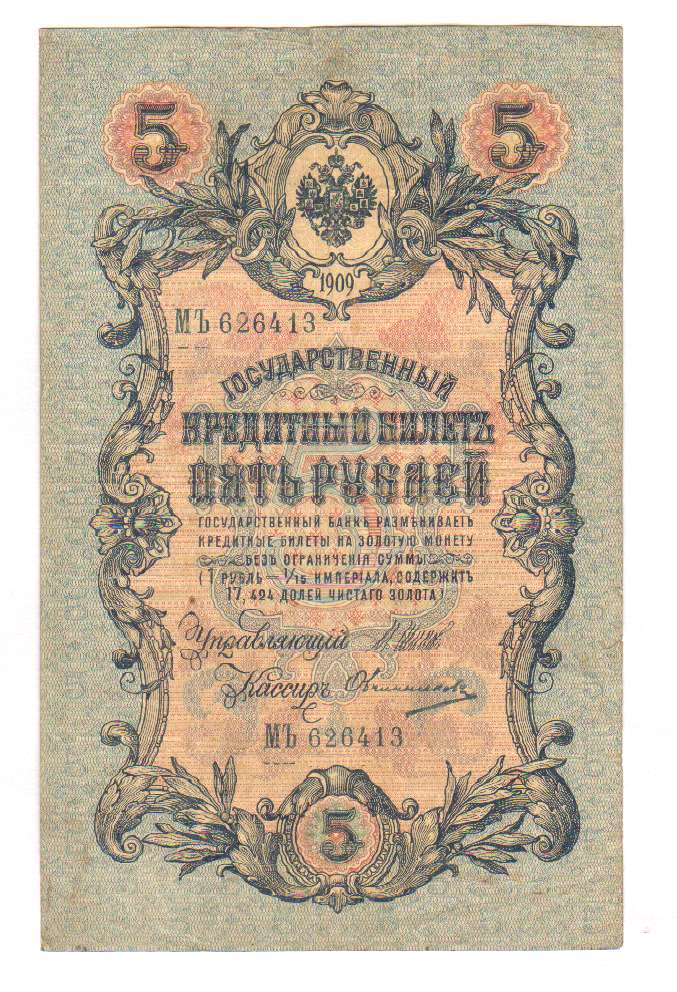 5 5
1909
МЪ 626413
ГОСУДАРСТВЕННЫЙ
КРЕДИТНЫЙ БИЛЕТЪ
ПЯТЬ РУБЛЕЙ
ГОСУДАРСТВЕННЫЙ БАНКЪ РАЗМѢНИВАЕТЪ
КРЕДИТНЫЕ БИЛЕТЫ НА ЗОЛОТУЮ МОНЕТУ
БЕЗЪ ОГРАНИЧЕНІЯ СУММЫ
(1 РУБЛЬ — 1/15 ИМПЕРІАЛА, СОДЕРЖИТЪ
17,424 ДОЛЕЙ ЧИСТАГО ЗОЛОТА)
Управляющій
Кассиръ
МЪ 626413
5